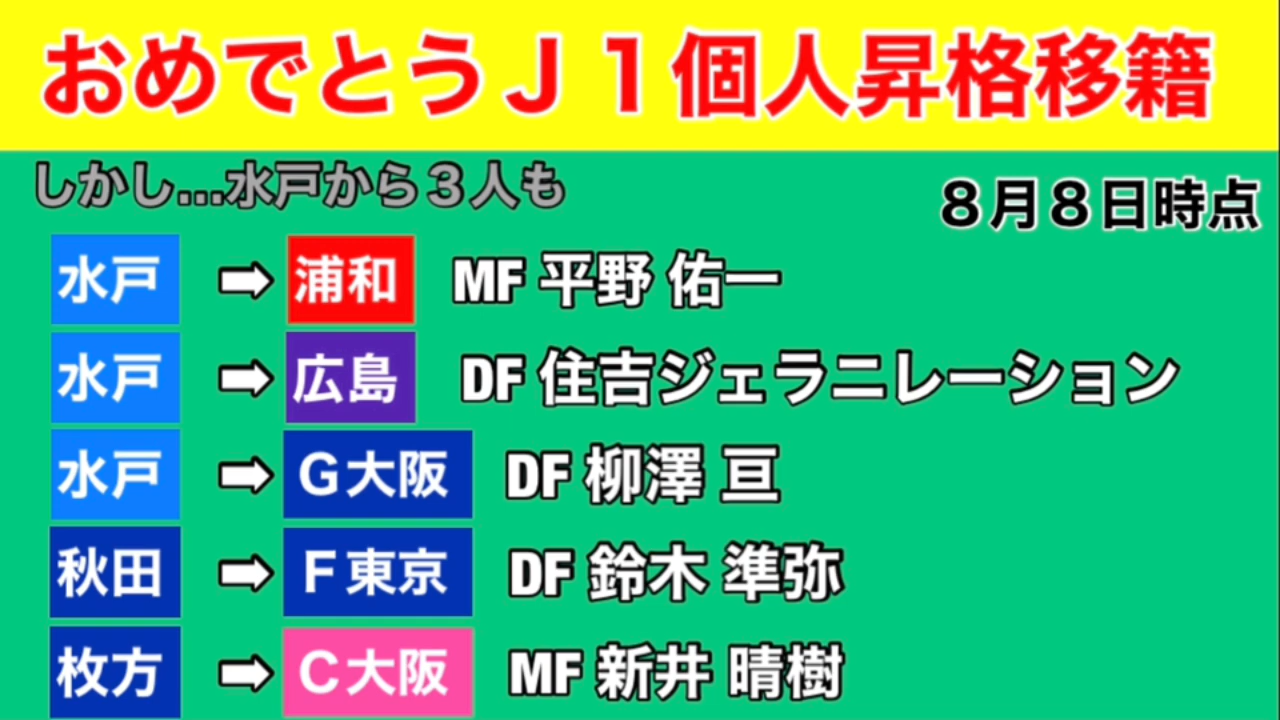 おめでとうＪ１個人昇格移籍
しかし...水戸から３人も
８月８日時点
水戸 ➡ 浦和 MF 平野 佑一
水戸 ➡ 広島 DF 住吉ジェラニレーション
水戸 ➡ Ｇ大阪 DF 柳澤 亘
秋田 ➡ Ｆ東京 DF 鈴木 準弥
枚方 ➡ Ｃ大阪 MF 新井 晴樹